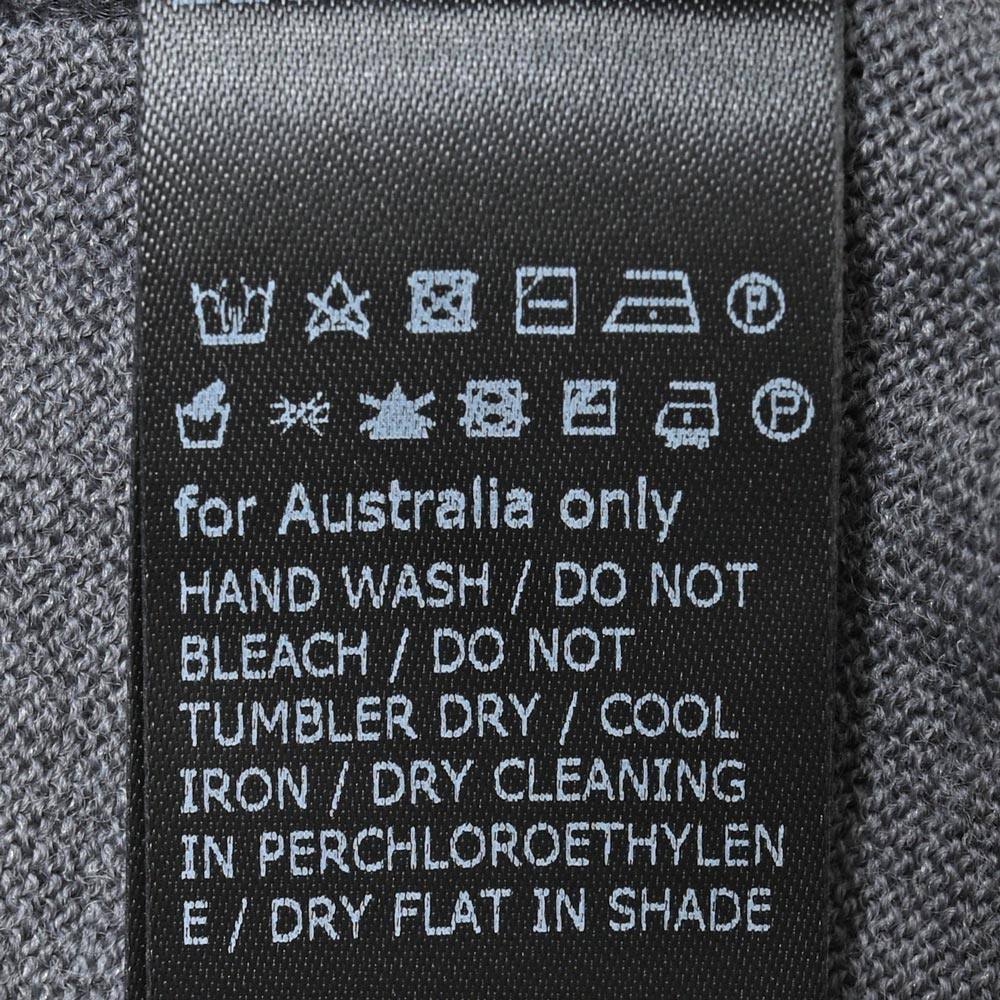 P
P
for Australia only
HAND WASH / DO NOT
BLEACH / DO NOT
TUMBLER DRY / COOL
IRON / DRY CLEANING
IN PERCHLOROETHYLEN
E / DRY FLAT IN SHADE